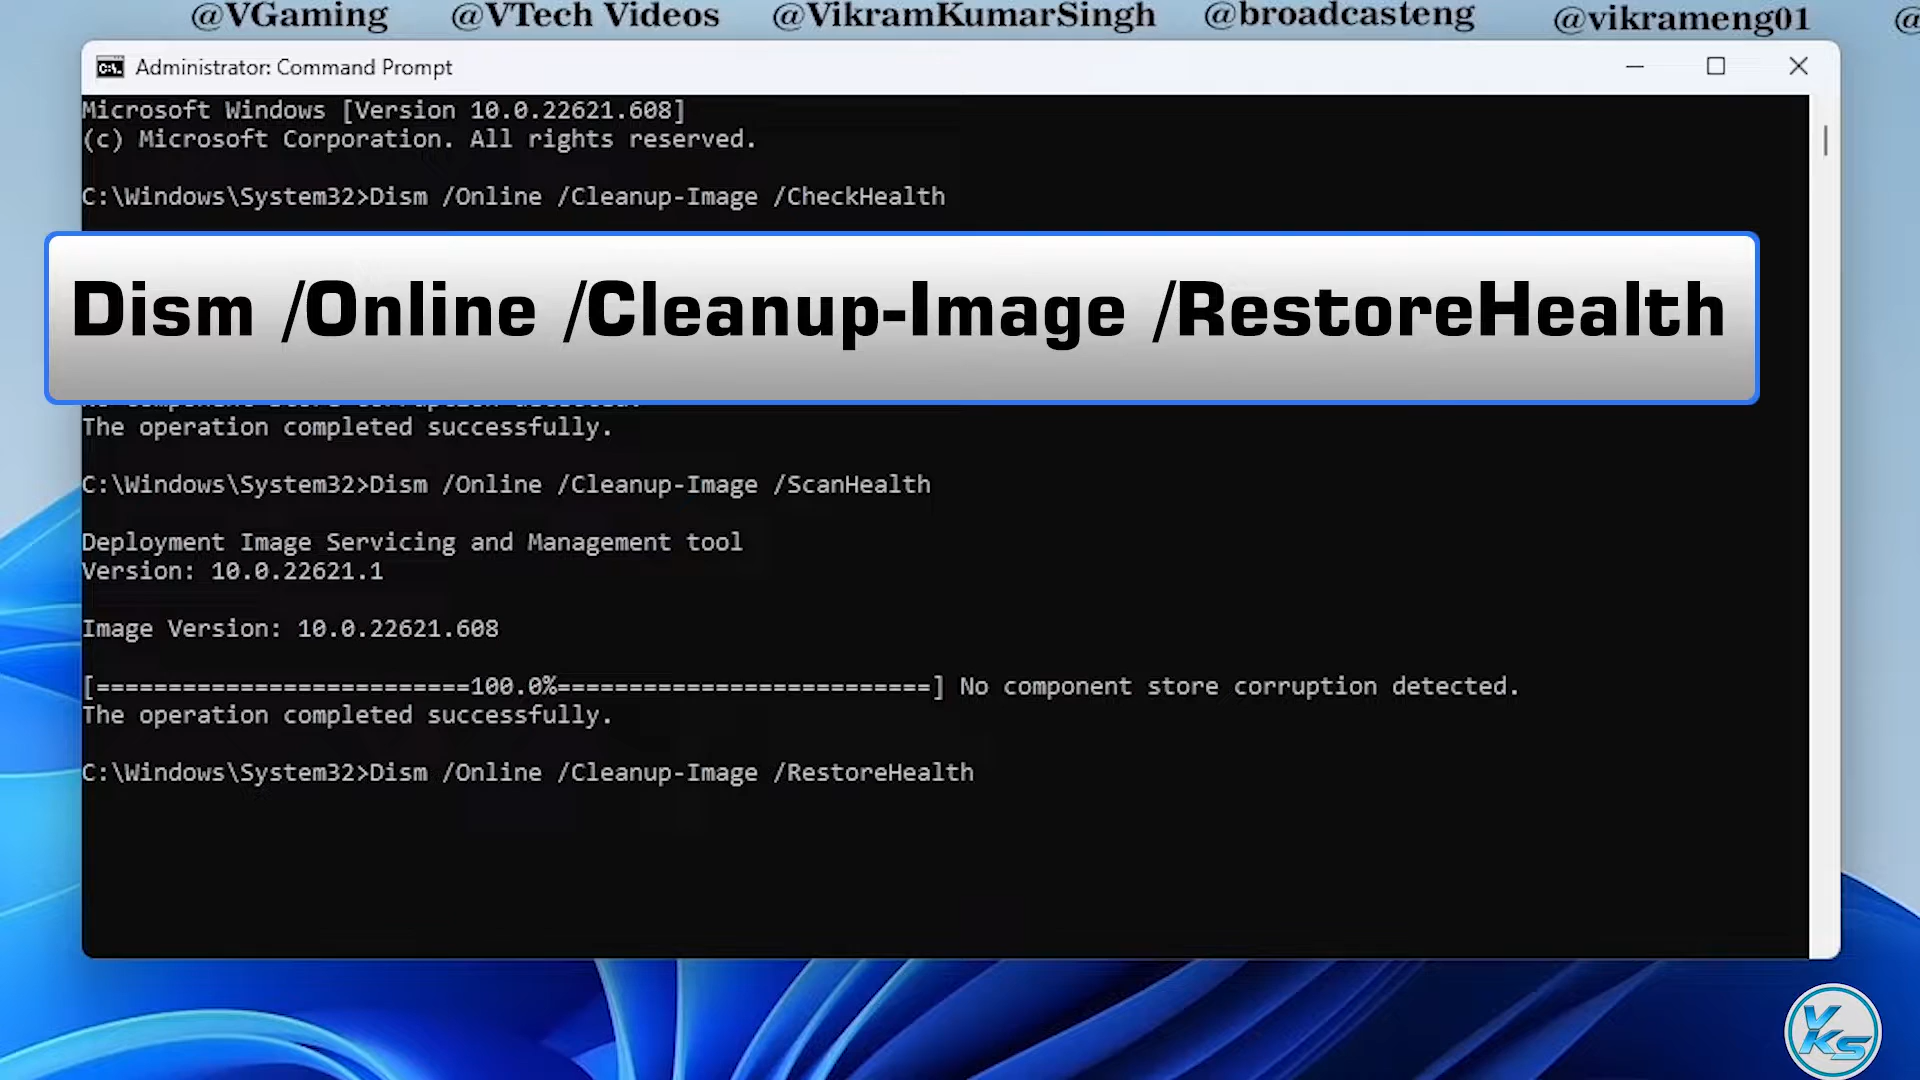 @VGaming @VTech Videos @VikramKumarSingh @broadcasteng @vikrameng01 @
Administrator: Command Prompt
Microsoft Windows [Version 10.0.22621.608]
(c) Microsoft Corporation. All rights reserved.
C:\Windows\System32>Dism /Online /Cleanup-Image /CheckHealth
Dism /Online /Cleanup-Image /RestoreHealth
The operation completed successfully.
C:\Windows\System32>Dism /Online /Cleanup-Image /ScanHealth
Deployment Image Servicing and Management tool
Version: 10.0.22621.1
Image Version: 10.0.22621.608
[==========================100.0%==========================] No component store corruption detected.
The operation completed successfully.
C:\Windows\System32>Dism /Online /Cleanup-Image /RestoreHealth
VKS